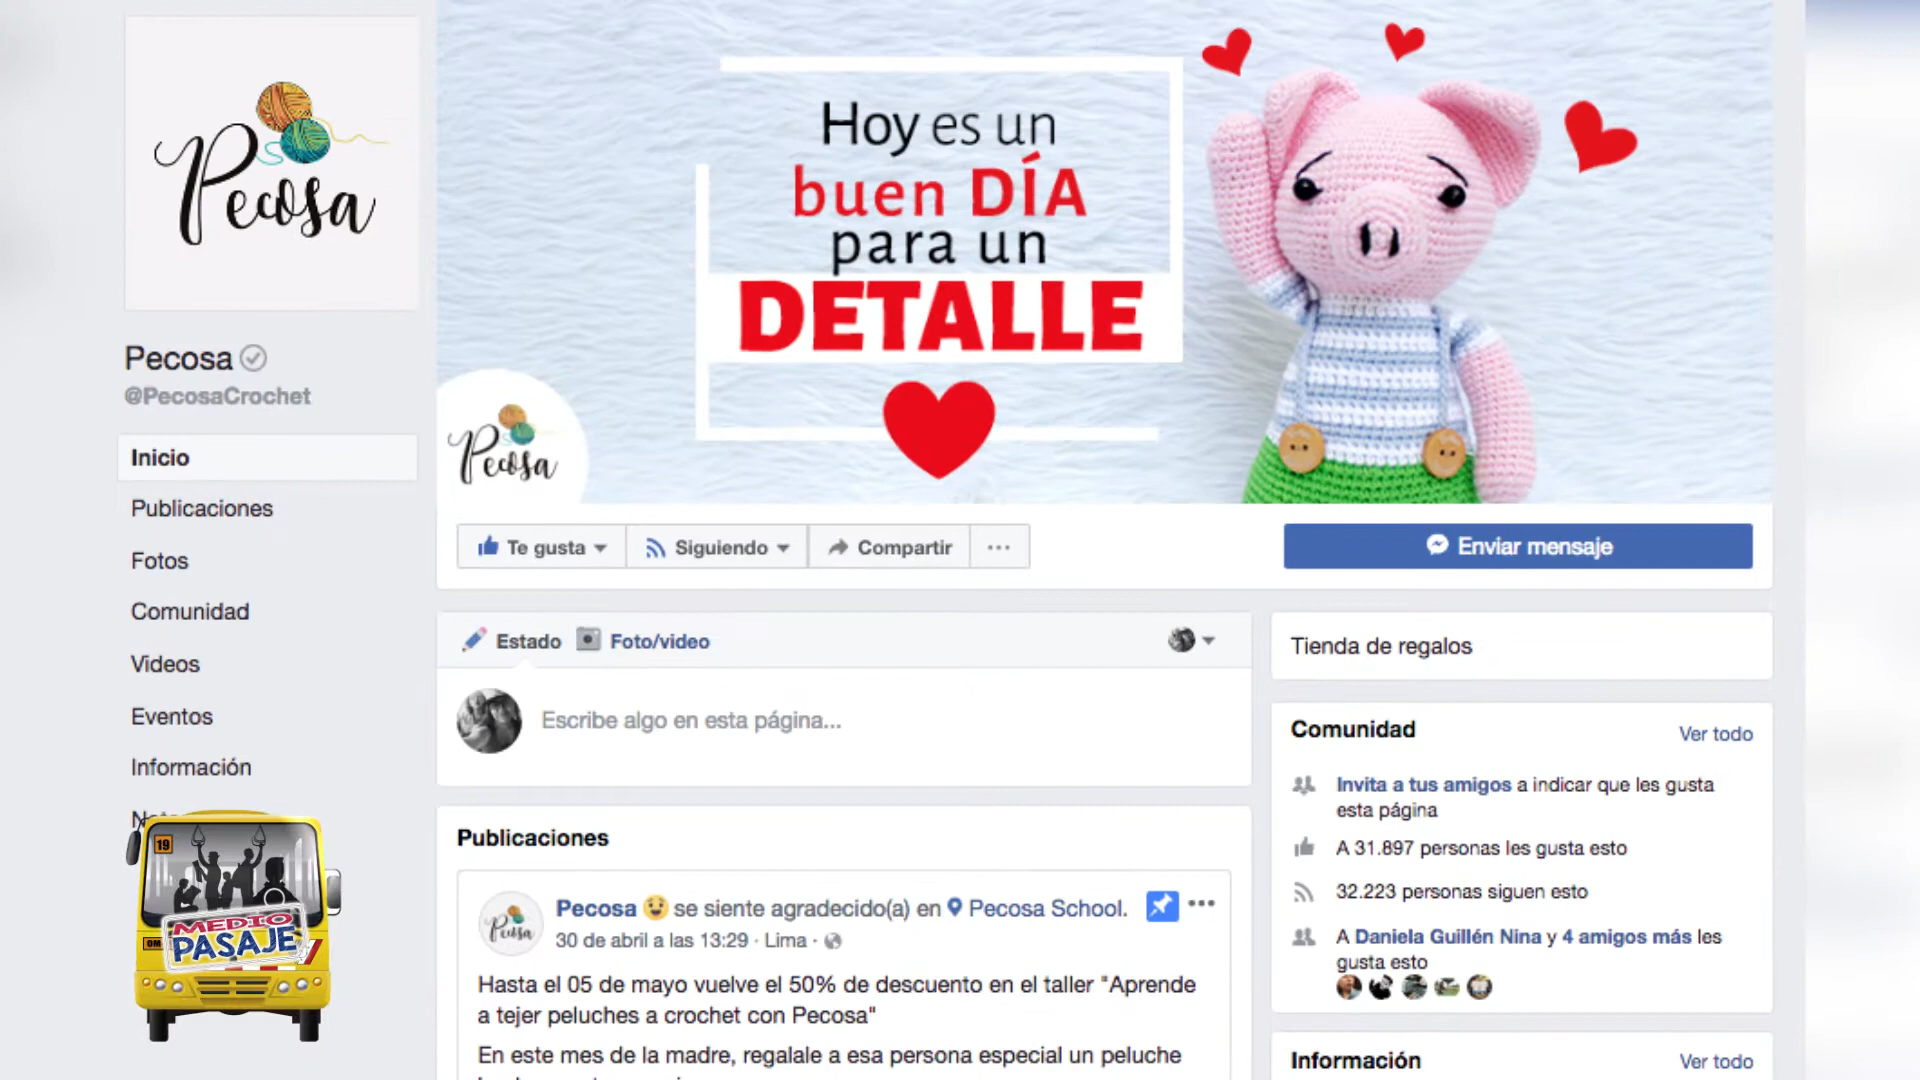 Pecosa
Pecosa
@PecosaCrochet
Inicio
Publicaciones
Fotos
Comunidad
Videos
Eventos
Información
19
MEDIO
PASAJE
Hoy es un
buen DÍA
para un
DETALLE
Pecosa
Te gusta
Siguiendo
Compartir
Enviar mensaje
Estado
Foto/video
Escribe algo en esta página...
Publicaciones
Pecosa
Pecosa se siente agradecido(a) en Pecosa School.
30 de abril a las 13:29 · Lima ·
Hasta el 05 de mayo vuelve el 50% de descuento en el taller "Aprende
a tejer peluches a crochet con Pecosa"
En este mes de la madre, regalale a esa persona especial un peluche
Tienda de regalos
Comunidad
Ver todo
Invita a tus amigos a indicar que les gusta
esta página
A 31.897 personas les gusta esto
32.223 personas siguen esto
A Daniela Guillén Nina y 4 amigos más les
gusta esto
Información
Ver todo